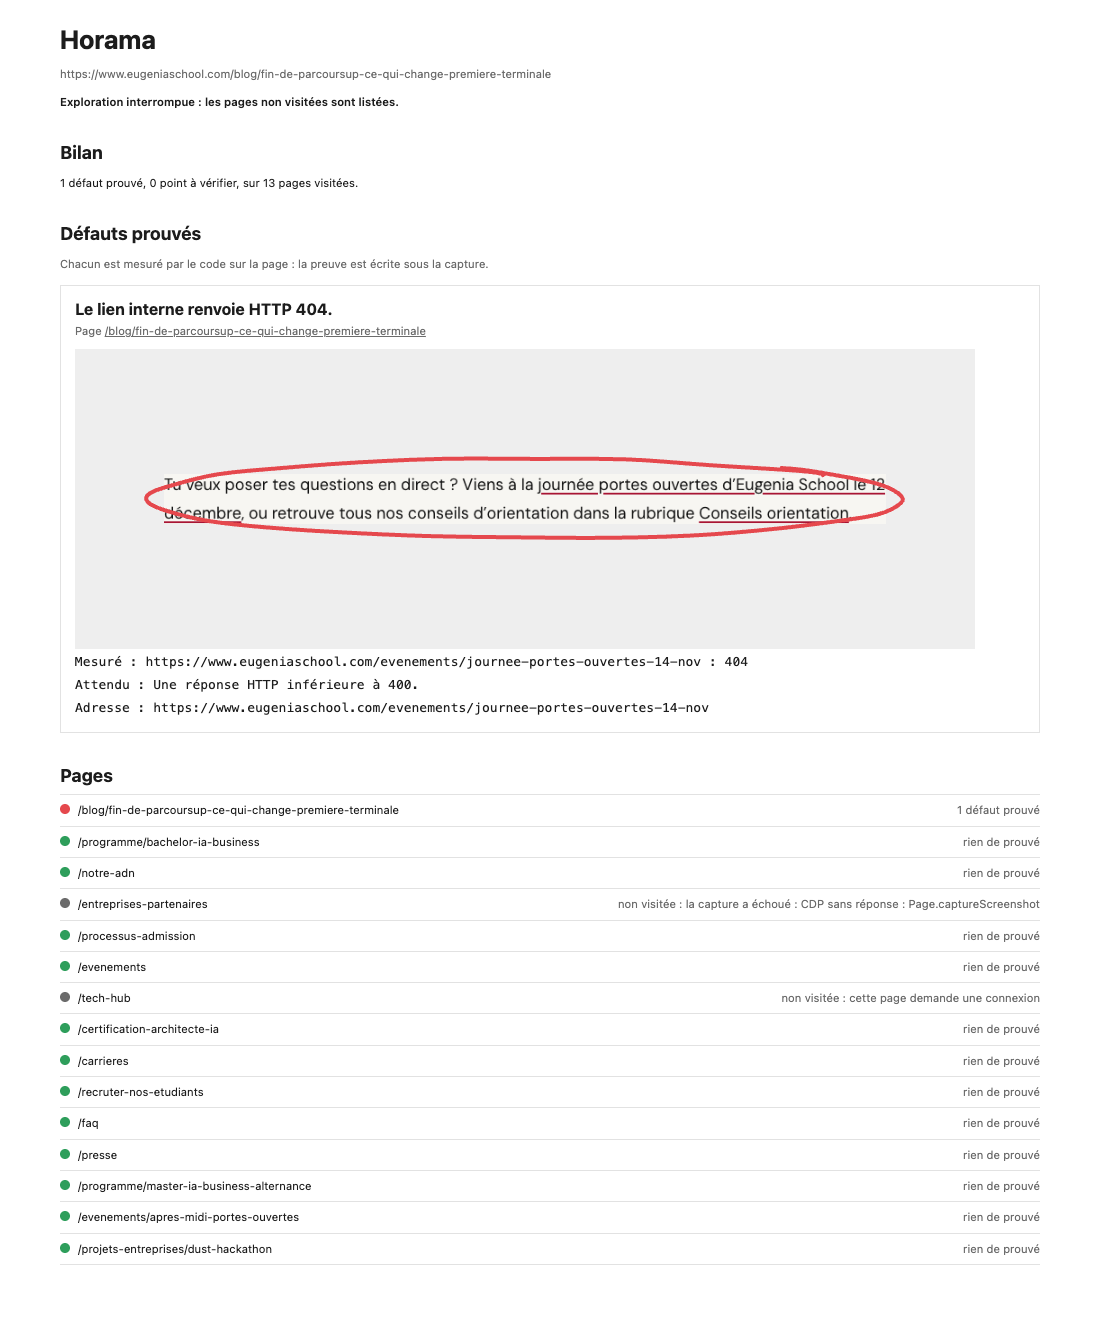 Horama
https://www.eugeniaschool.com/blog/fin-de-parcoursup-ce-qui-change-premiere-terminale
Exploration interrompue : les pages non visitées sont listées.
Bilan
1 défaut prouvé, 0 point à vérifier, sur 13 pages visitées.
Défauts prouvés
Chacun est mesuré par le code sur la page : la preuve est écrite sous la capture.
Le lien interne renvoie HTTP 404.
Page /blog/fin-de-parcoursup-ce-qui-change-premiere-terminale
Tu veux poser tes questions en direct ? Viens à la journée portes ouvertes d’Eugenia School le 12
décembre, ou retrouve tous nos conseils d’orientation dans la rubrique Conseils orientation.
Mesuré : https://www.eugeniaschool.com/evenements/journee-portes-ouvertes-14-nov : 404
Attendu : Une réponse HTTP inférieure à 400.
Adresse : https://www.eugeniaschool.com/evenements/journee-portes-ouvertes-14-nov
Pages
/blog/fin-de-parcoursup-ce-qui-change-premiere-terminale 1 défaut prouvé
/programme/bachelor-ia-business rien de prouvé
/notre-adn rien de prouvé
/entreprises-partenaires non visitée : la capture a échoué : CDP sans réponse : Page.captureScreenshot
/processus-admission rien de prouvé
/evenements rien de prouvé
/tech-hub non visitée : cette page demande une connexion
/certification-architecte-ia rien de prouvé
/carrieres rien de prouvé
/recruter-nos-etudiants rien de prouvé
/faq rien de prouvé
/presse rien de prouvé
/programme/master-ia-business-alternance rien de prouvé
/evenements/apres-midi-portes-ouvertes rien de prouvé
/projets-entreprises/dust-hackathon rien de prouvé